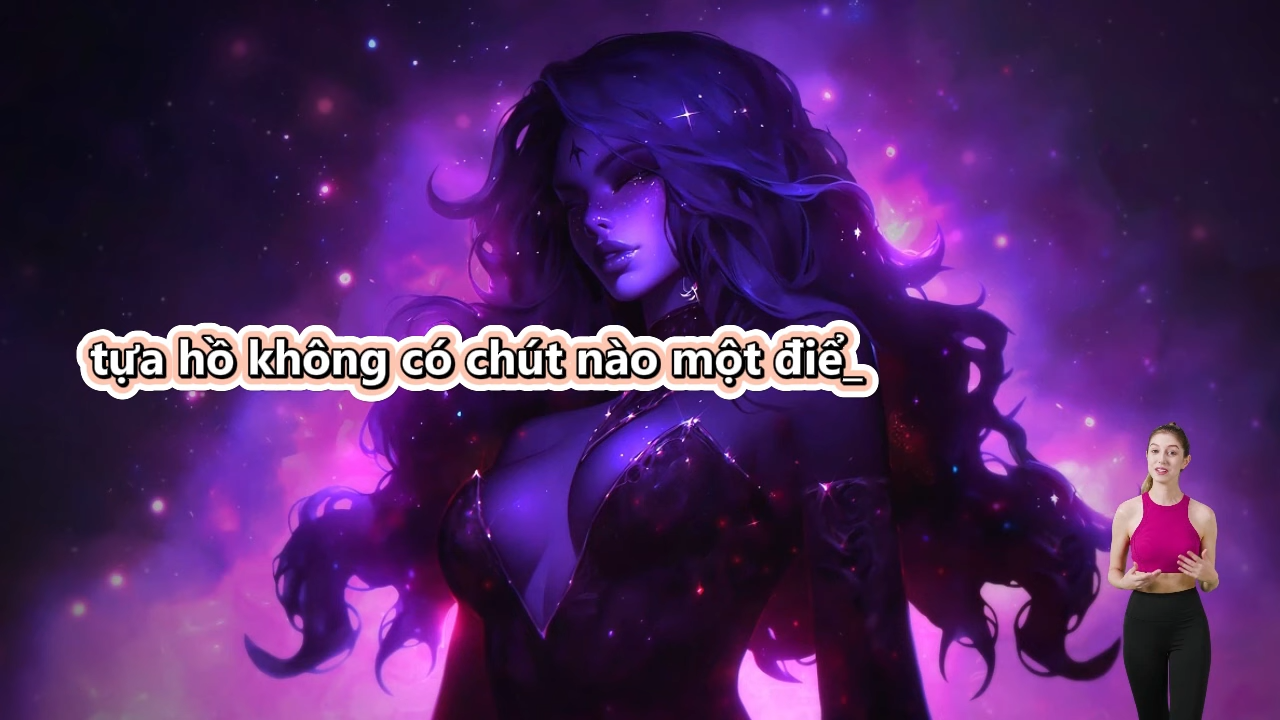 tựa hồ không có chút nào một điể_